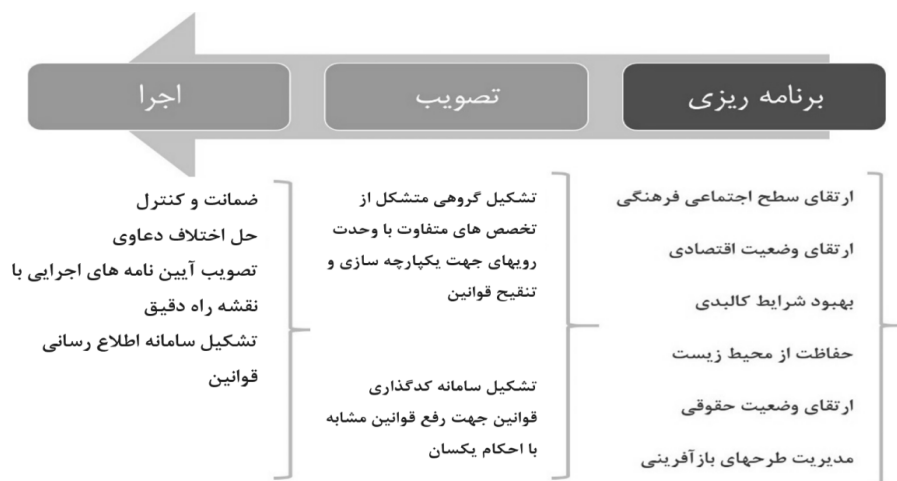 برنامه ریزی
تصویب
اجرا
ارتقای سطح اجتماعی فرهنگی
ارتقای وضعیت اقتصادی
بهبود شرایط کالبدی
حفاظت از محیط زیست
ارتقای وضعیت حقوقی
مدیریت طرحهای بازآفرینی
تشکیل گروهی متشکل از
تخصص های متفاوت با وحدت
رویهای جهت یکپارچه سازی و
تنقیح قوانین
تشکیل سامانه کدگذاری
قوانین جهت رفع قوانین مشابه
با احکام یکسان
ضمانت و کنترل
حل اختلاف دعاوی
تصویب آیین نامه های اجرایی با
نقشه راه دقیق
تشکیل سامانه اطلاع رسانی
قوانین